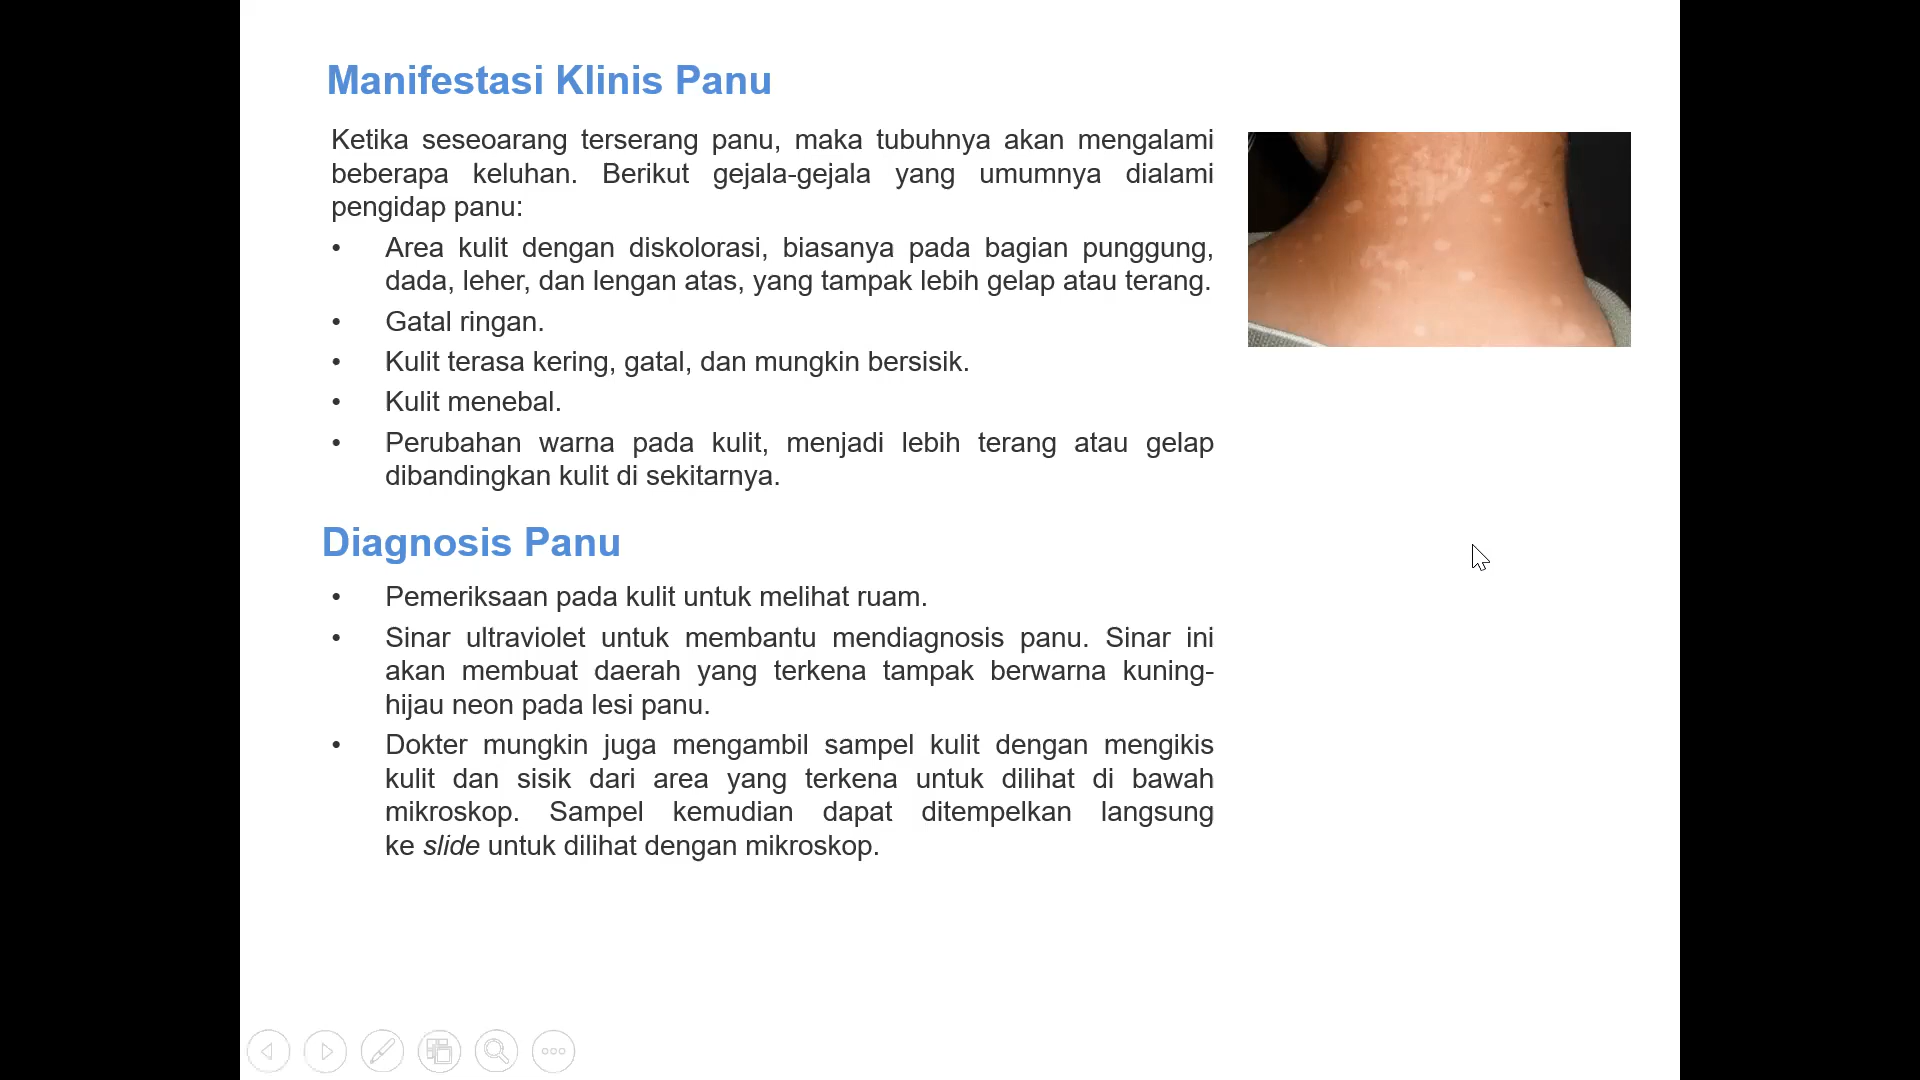 Manifestasi Klinis Panu
Ketika seseoarang terserang panu, maka tubuhnya akan mengalami
beberapa keluhan. Berikut gejala-gejala yang umumnya dialami
pengidap panu:
• Area kulit dengan diskolorasi, biasanya pada bagian punggung,
dada, leher, dan lengan atas, yang tampak lebih gelap atau terang.
• Gatal ringan.
• Kulit terasa kering, gatal, dan mungkin bersisik.
• Kulit menebal.
• Perubahan warna pada kulit, menjadi lebih terang atau gelap
dibandingkan kulit di sekitarnya.
Diagnosis Panu
• Pemeriksaan pada kulit untuk melihat ruam.
• Sinar ultraviolet untuk membantu mendiagnosis panu. Sinar ini
akan membuat daerah yang terkena tampak berwarna kuning-
hijau neon pada lesi panu.
• Dokter mungkin juga mengambil sampel kulit dengan mengikis
kulit dan sisik dari area yang terkena untuk dilihat di bawah
mikroskop. Sampel kemudian dapat ditempelkan langsung
ke slide untuk dilihat dengan mikroskop.